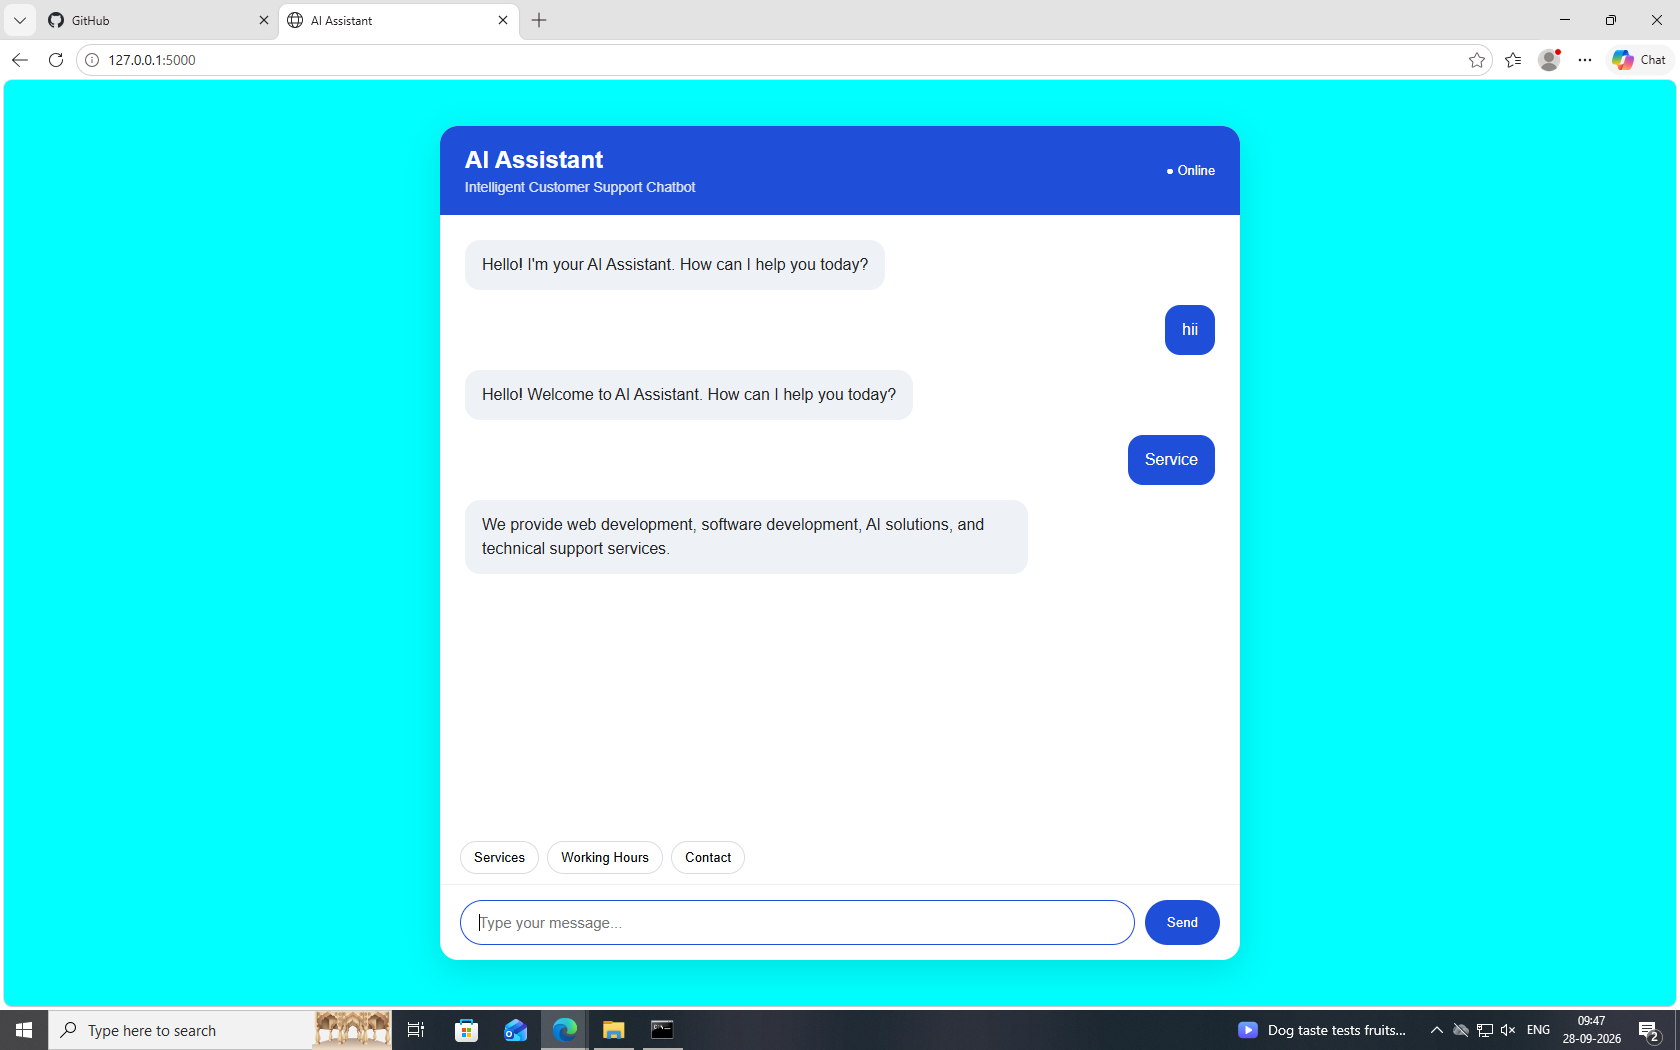 GitHub
AI Assistant
127.0.0.1:5000
Chat
AI Assistant
Intelligent Customer Support Chatbot
Online
Hello! I'm your AI Assistant. How can I help you today?
hii
Hello! Welcome to AI Assistant. How can I help you today?
Service
We provide web development, software development, AI solutions, and
technical support services.
Services
Working Hours
Contact
Type your message...
Send
Type here to search
Dog taste tests fruits...
ENG
09:47
28-09-2026
2